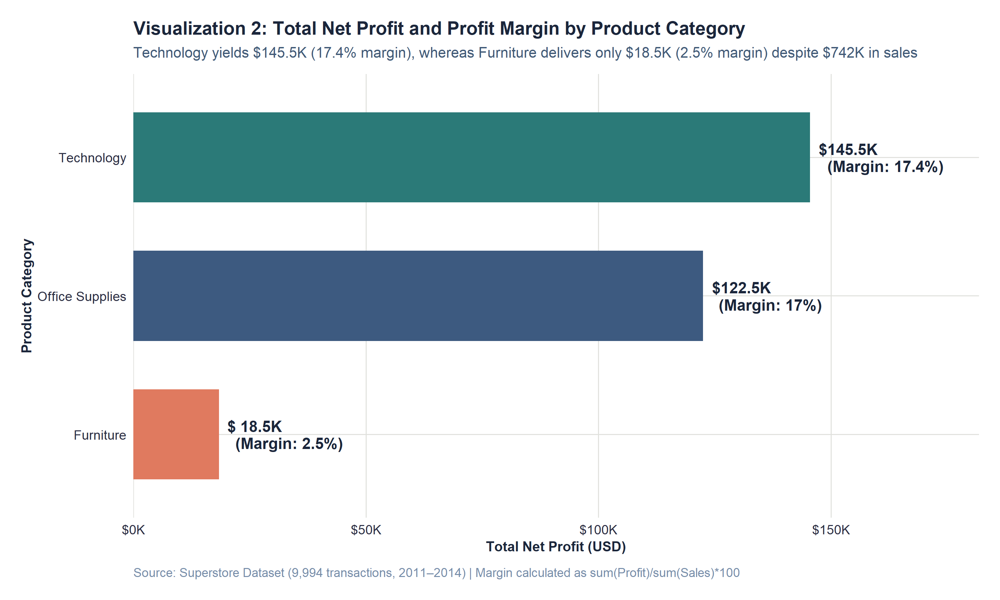 Visualization 2: Total Net Profit and Profit Margin by Product Category
Technology yields $145.5K (17.4% margin), whereas Furniture delivers only $18.5K (2.5% margin) despite $742K in sales
Product Category
Technology
$145.5K
(Margin: 17.4%)
Office Supplies
$122.5K
(Margin: 17%)
Furniture
$ 18.5K
(Margin: 2.5%)
$0K $50K $100K $150K
Total Net Profit (USD)
Source: Superstore Dataset (9,994 transactions, 2011–2014) | Margin calculated as sum(Profit)/sum(Sales)*100